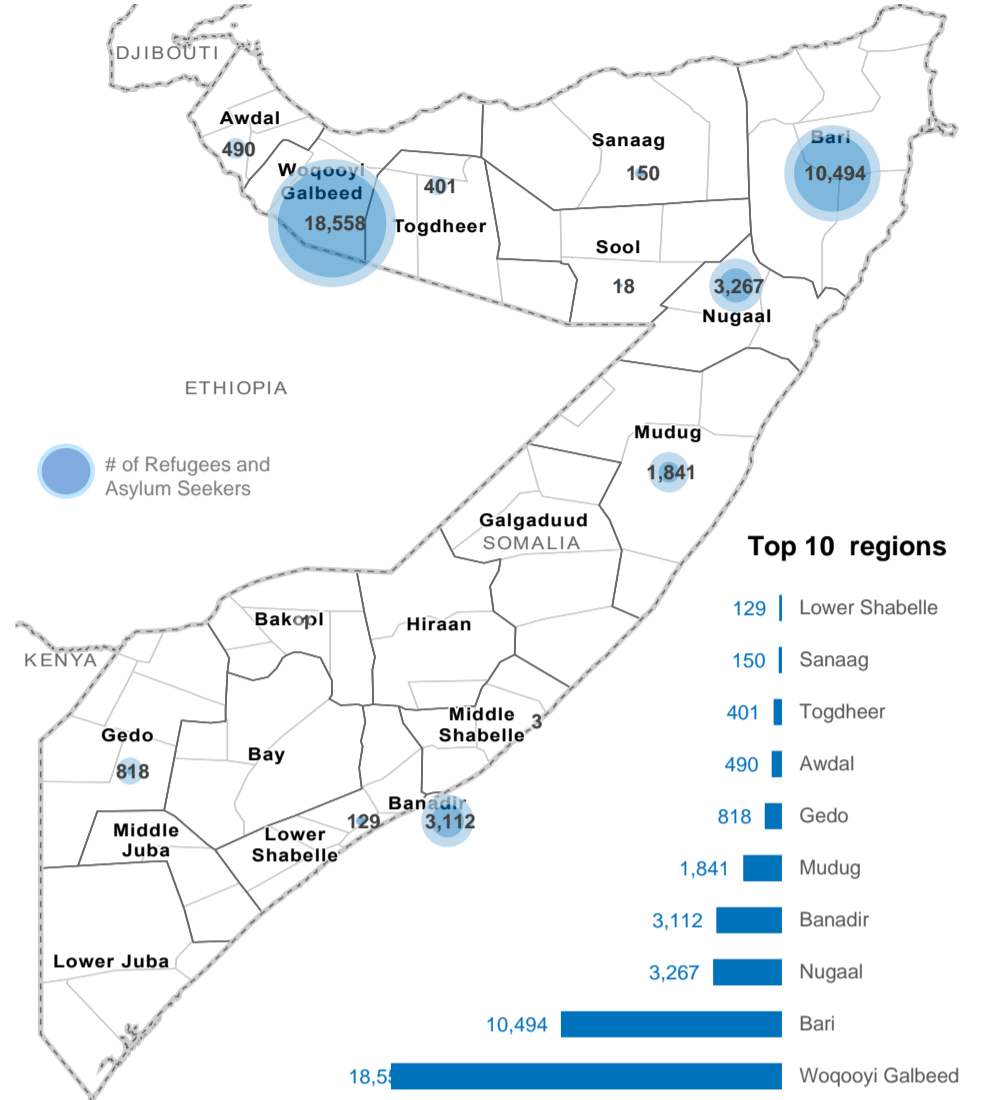 DJIBOUTI
Awdal
490
Woqooyi
Galbeed
18,558
401
Togdheer
Sanaag
150
Bari
10,494
Sool
18
3,267
Nugaal
ETHIOPIA
# of Refugees and
Asylum Seekers
Mudug
1,841
Galgaduud
SOMALIA
Hiraan
KENYA
Gedo
818
Bay
Middle
Shabelle
3
Banadir
3,112
129
Lower
Shabelle
Middle
Juba
Lower Juba
Top 10 regions
129 Lower Shabelle
150 Sanaag
401 Togdheer
490 Awdal
818 Gedo
1,841 Mudug
3,112 Banadir
3,267 Nugaal
10,494 Bari
Woqooyi Galbeed